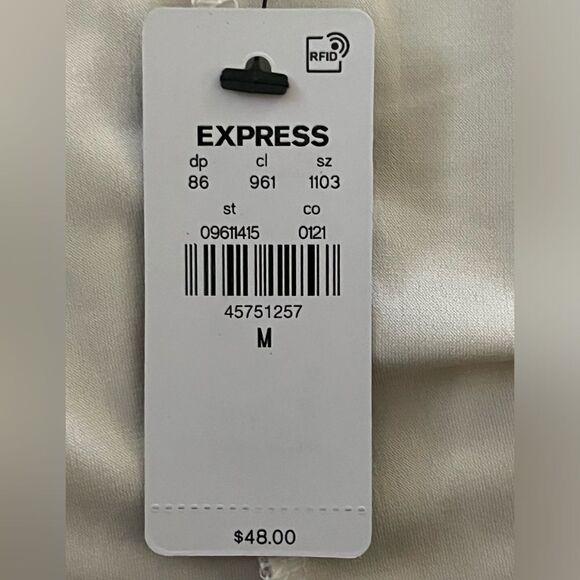 RFID
EXPRESS
dp cl sz
86 961 1103
st co
09611415 0121
45751257
M
$48.00